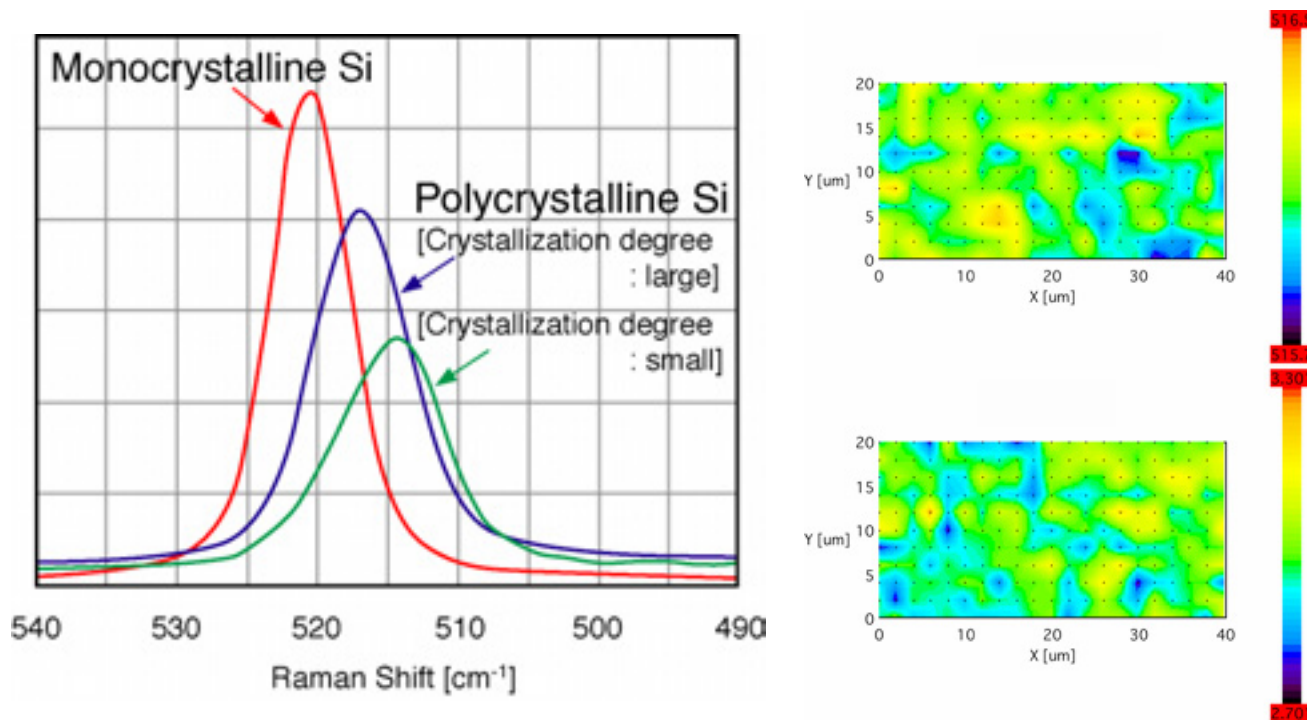 Monocrystalline Si
Polycrystalline Si
[Crystallization degree
: large]
[Crystallization degree
: small]
540 530 520 510 500 490
Raman Shift [cm⁻¹]
20
15
10
5
0
Y [um]
0 10 20 30 40
X [um]
20
15
10
5
0
Y [um]
0 10 20 30 40
X [um]
3.30
2.70